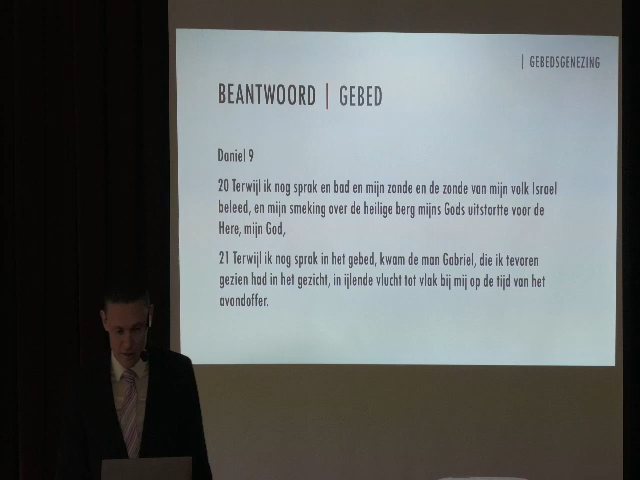 | GEBEDSGENEZING
BEANTWOORD | GEBED
Daniel 9
20 Terwijl ik nog sprak en bad en mijn zonde en de zonde van mijn volk Israel
beleed, en mijn smeking over de heilige berg mijns Gods uitstortte voor de
Here, mijn God,
21 Terwijl ik nog sprak in het gebed, kwam de man Gabriel, die ik tevoren
gezien had in het gezicht, in ijlende vlucht tot vlak bij mij op de tijd van het
avondoffer.